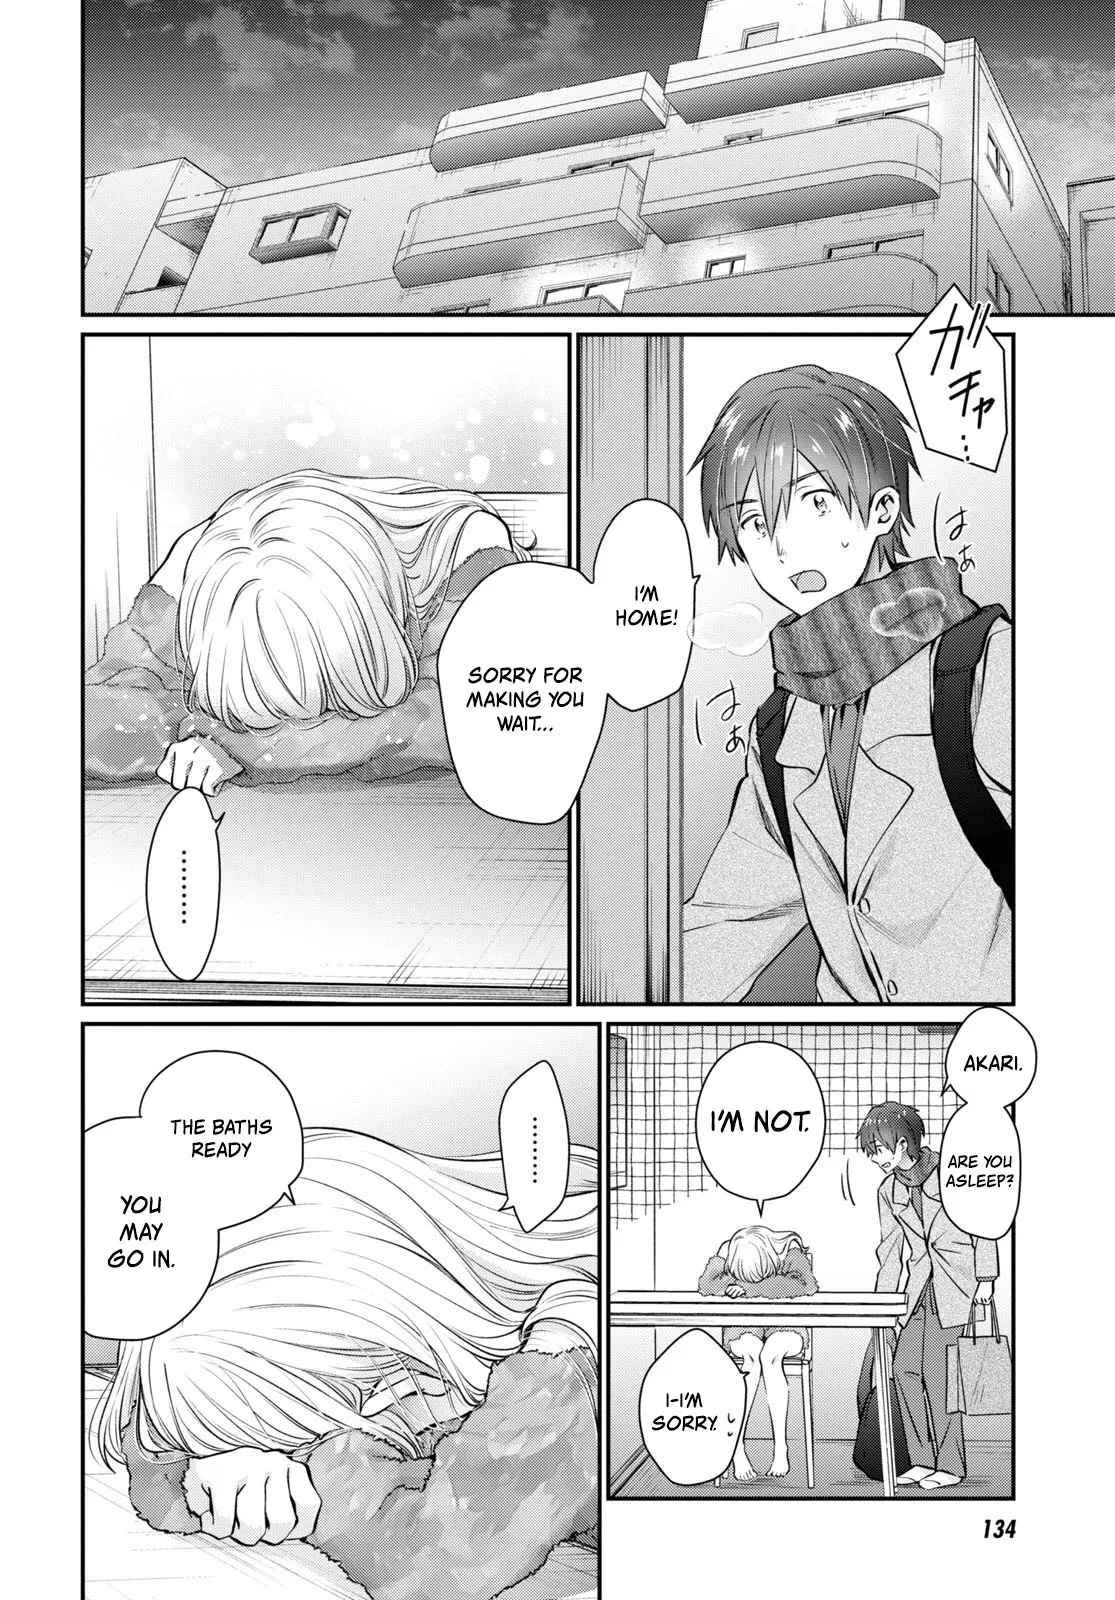 ガチャ…
はぁ
はぁ
I'M
HOME!
SORRY FOR
MAKING YOU
WAIT...
………
AKARI.
ARE YOU
ASLEEP?
I'M NOT.
I-I'M
SORRY.
………
THE BATHS
READY
YOU
MAY
GO IN.
134